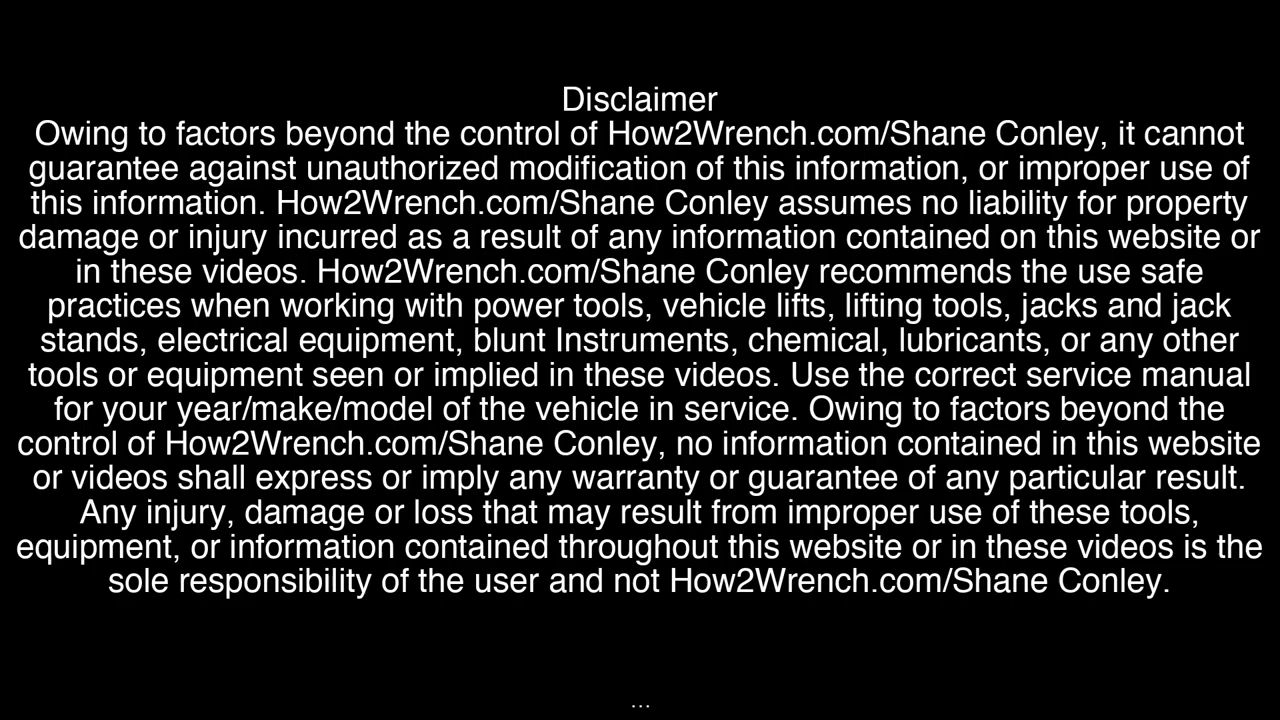 Disclaimer
Owing to factors beyond the control of How2Wrench.com/Shane Conley, it cannot
guarantee against unauthorized modification of this information, or improper use of
this information. How2Wrench.com/Shane Conley assumes no liability for property
damage or injury incurred as a result of any information contained on this website or
in these videos. How2Wrench.com/Shane Conley recommends the use safe
practices when working with power tools, vehicle lifts, lifting tools, jacks and jack
stands, electrical equipment, blunt Instruments, chemical, lubricants, or any other
tools or equipment seen or implied in these videos. Use the correct service manual
for your year/make/model of the vehicle in service. Owing to factors beyond the
control of How2Wrench.com/Shane Conley, no information contained in this website
or videos shall express or imply any warranty or guarantee of any particular result.
Any injury, damage or loss that may result from improper use of these tools,
equipment, or information contained throughout this website or in these videos is the
sole responsibility of the user and not How2Wrench.com/Shane Conley.
...